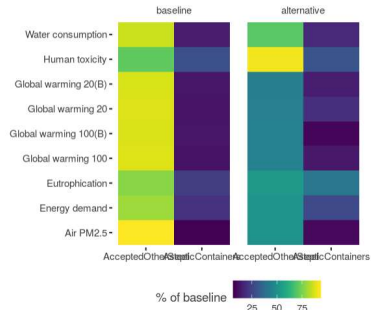 baseline alternative
Water consumption
Human toxicity
Global warming 20(B)
Global warming 20
Global warming 100(B)
Global warming 100
Eutrophication
Energy demand
Air PM2.5
% of baseline
25 50 75